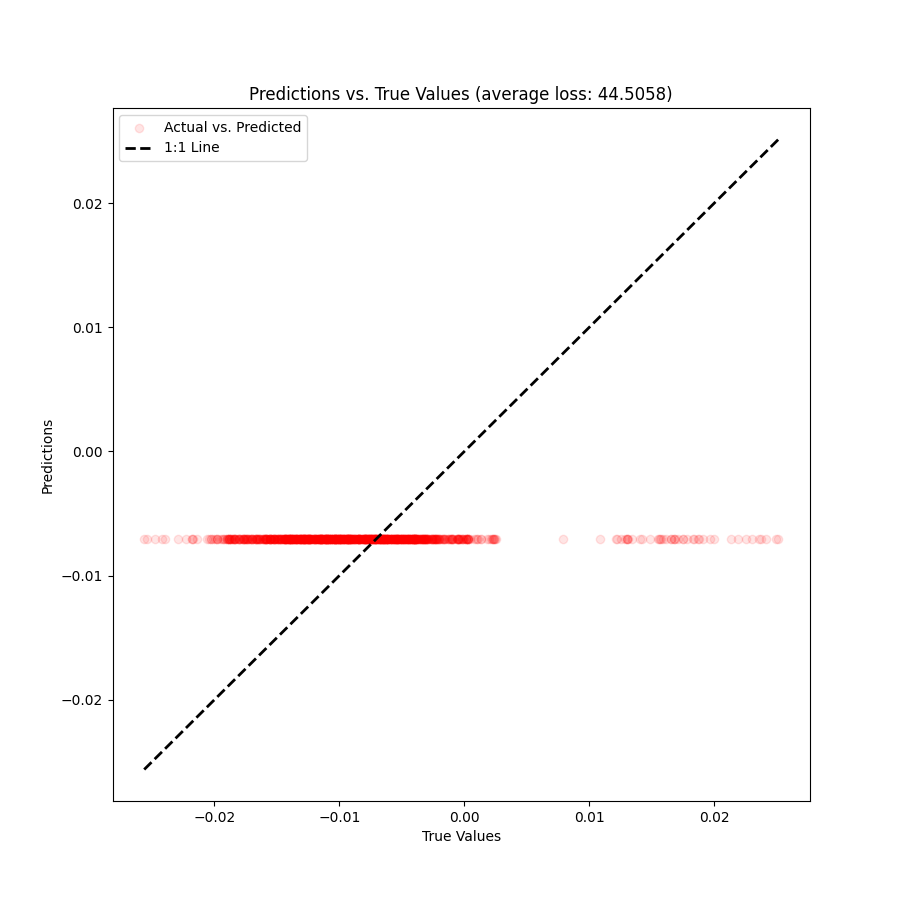 Predictions vs. True Values (average loss: 44.5058)
Actual vs. Predicted
1:1 Line
0.02
0.01
0.00
−0.01
−0.02
Predictions
−0.02
−0.01
0.00
0.01
0.02
True Values